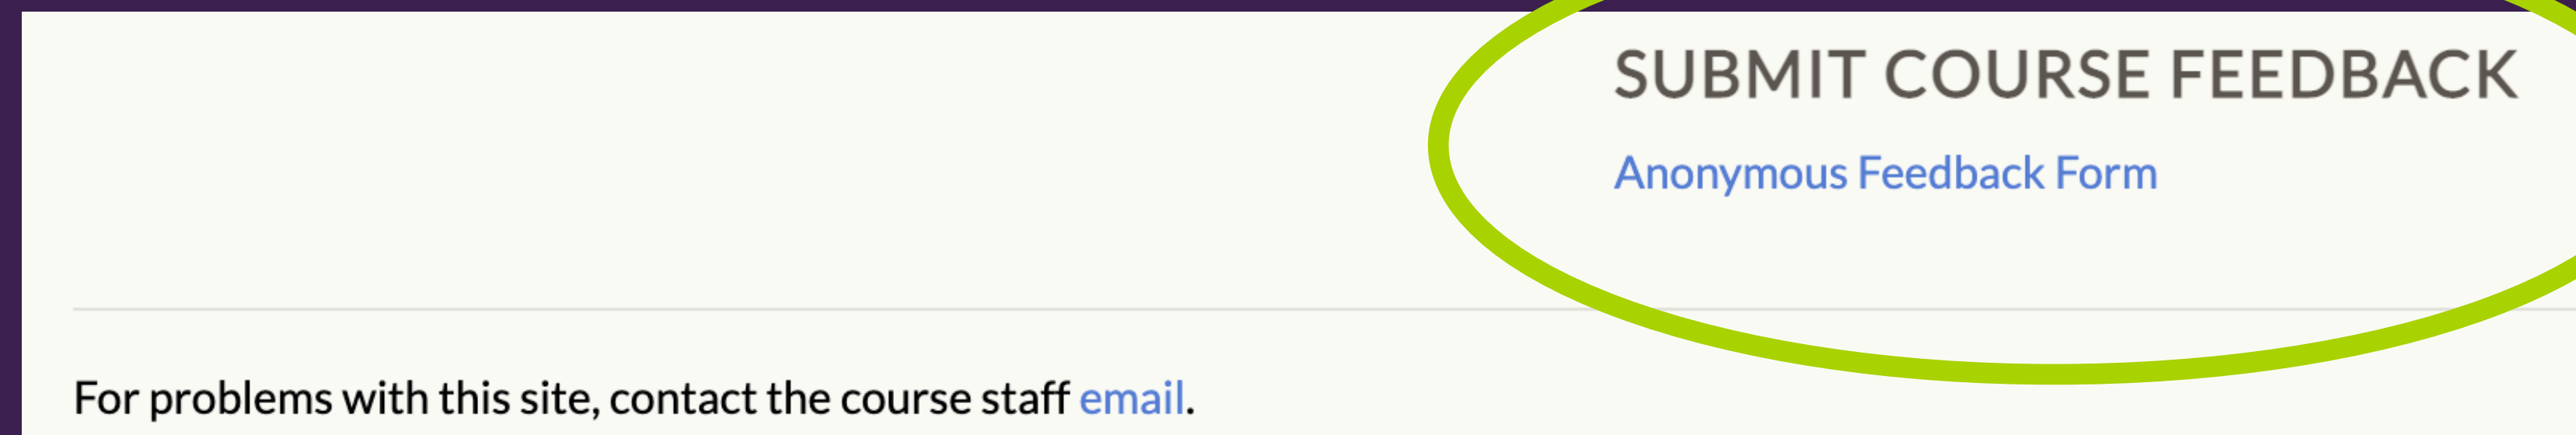 SUBMIT COURSE FEEDBACK
Anonymous Feedback Form
For problems with this site, contact the course staff email.